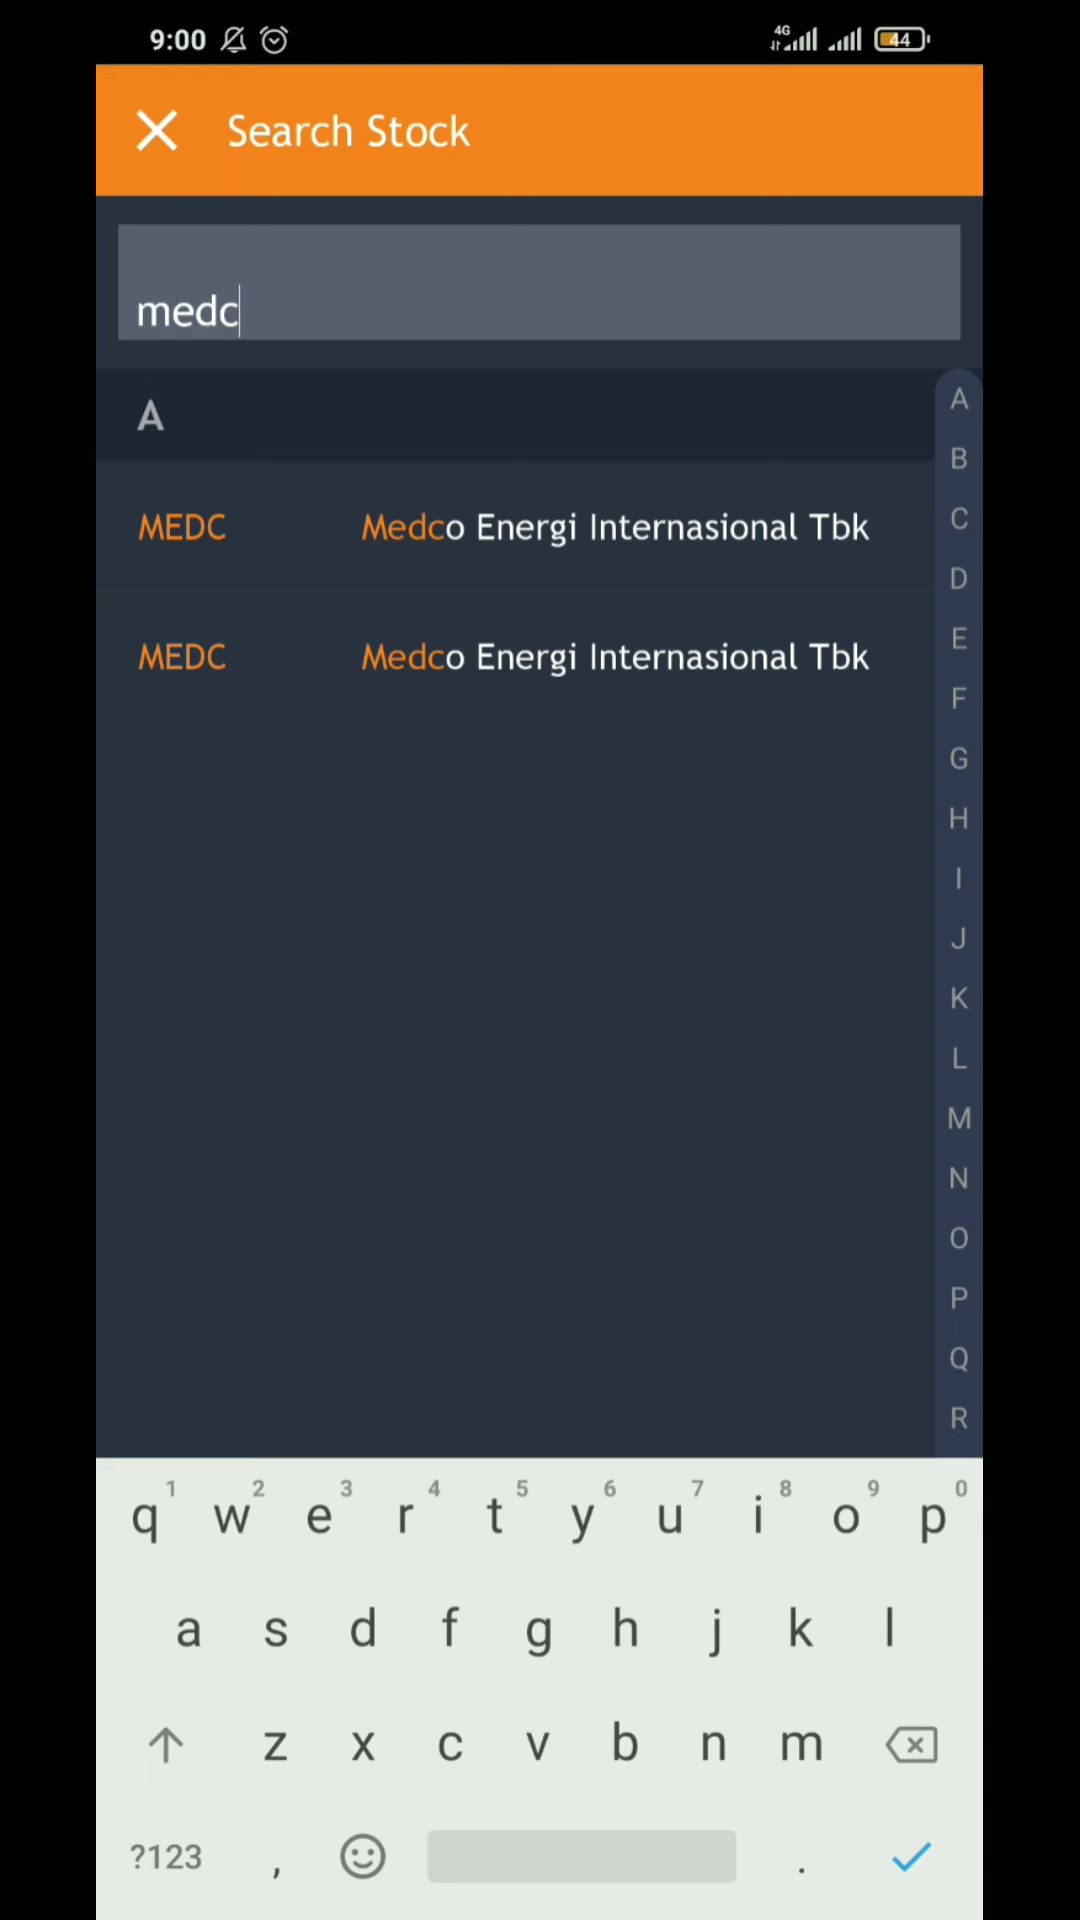 9:00 4G 44
Search Stock
medc
A
MEDC Medco Energi Internasional Tbk
MEDC Medco Energi Internasional Tbk
A
B
C
D
E
F
G
H
I
J
K
L
M
N
O
P
Q
R
1 2 3 4 5 6 7 8 9 0
q w e r t y u i o p
a s d f g h j k l
z x c v b n m
?123 , .